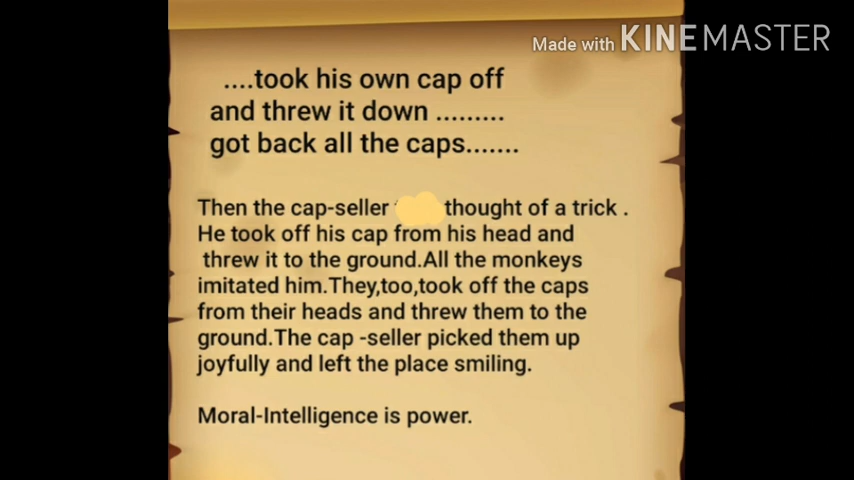 Made with KINEMASTER
....took his own cap off
and threw it down .........
got back all the caps.......
Then the cap-seller thought of a trick .
He took off his cap from his head and
threw it to the ground.All the monkeys
imitated him.They,too,took off the caps
from their heads and threw them to the
ground.The cap -seller picked them up
joyfully and left the place smiling.
Moral-Intelligence is power.